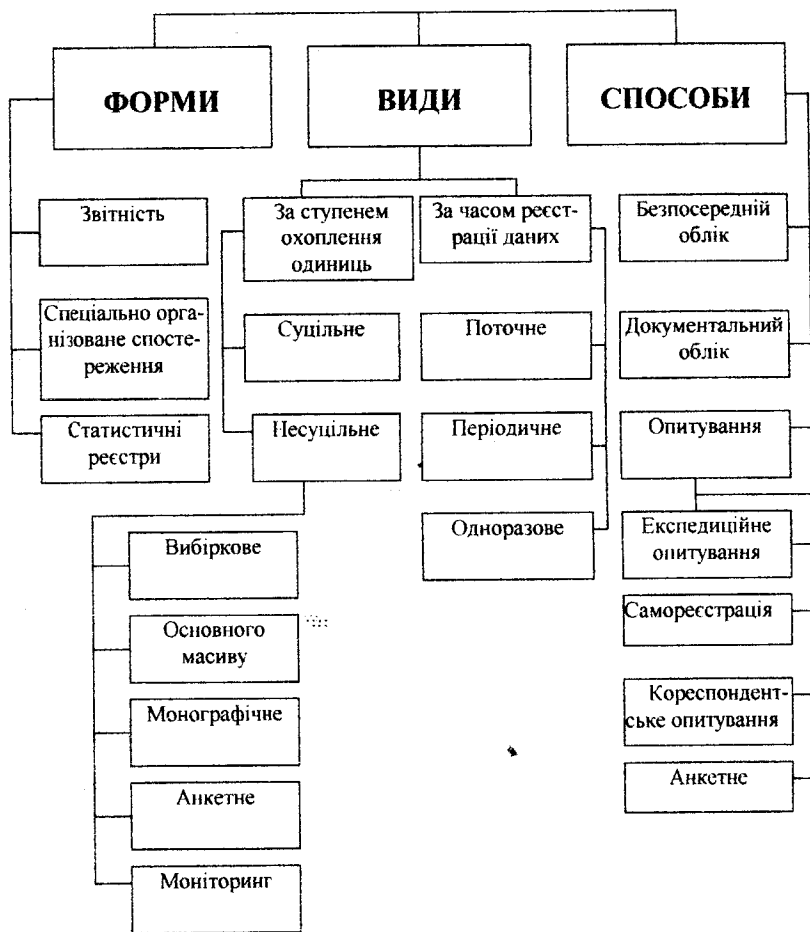 ФОРМИ
ВИДИ
СПОСОБИ
Звітність
Спеціально орга-
нізоване спосте-
реження
Статистичні
реєстри
За ступенем
охоплення
одиниць
Суцільне
Несуцільне
Вибіркове
Основного
масиву
Монографічне
Анкетне
Моніторинг
За часом реєст-
рації даних
Поточне
Періодичне
Одноразове
Безпосередній
облік
Документальний
облік
Опитування
Експедиційне
опитування
Самореєстрація
Кореспондент-
ське опитування
Анкетне